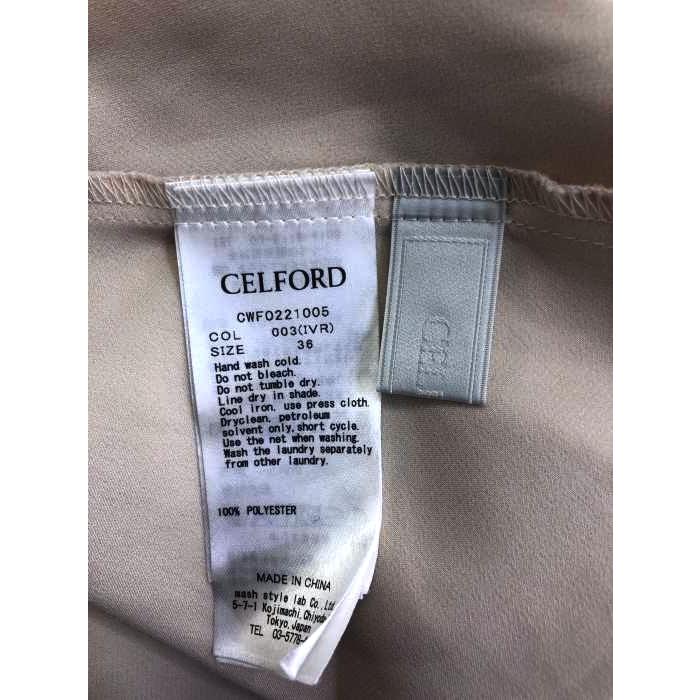 CELFORD
CWF0221005
COL 003(IVR)
SIZE 36
Hand wash cold.
Do not bleach.
Do not tumble dry.
Line dry in shade.
Cool iron, use press cloth.
Dryclean, petroleum
solvent only, short cycle.
Use the net when washing.
Wash the laundry separately
from other laundry.
100% POLYESTER
MADE IN CHINA
mash style lab Co., Ltd.
5-7-1 Kojimachi, Chiyoda
Tokyo, Japan
TEL 03-5778-
CEL